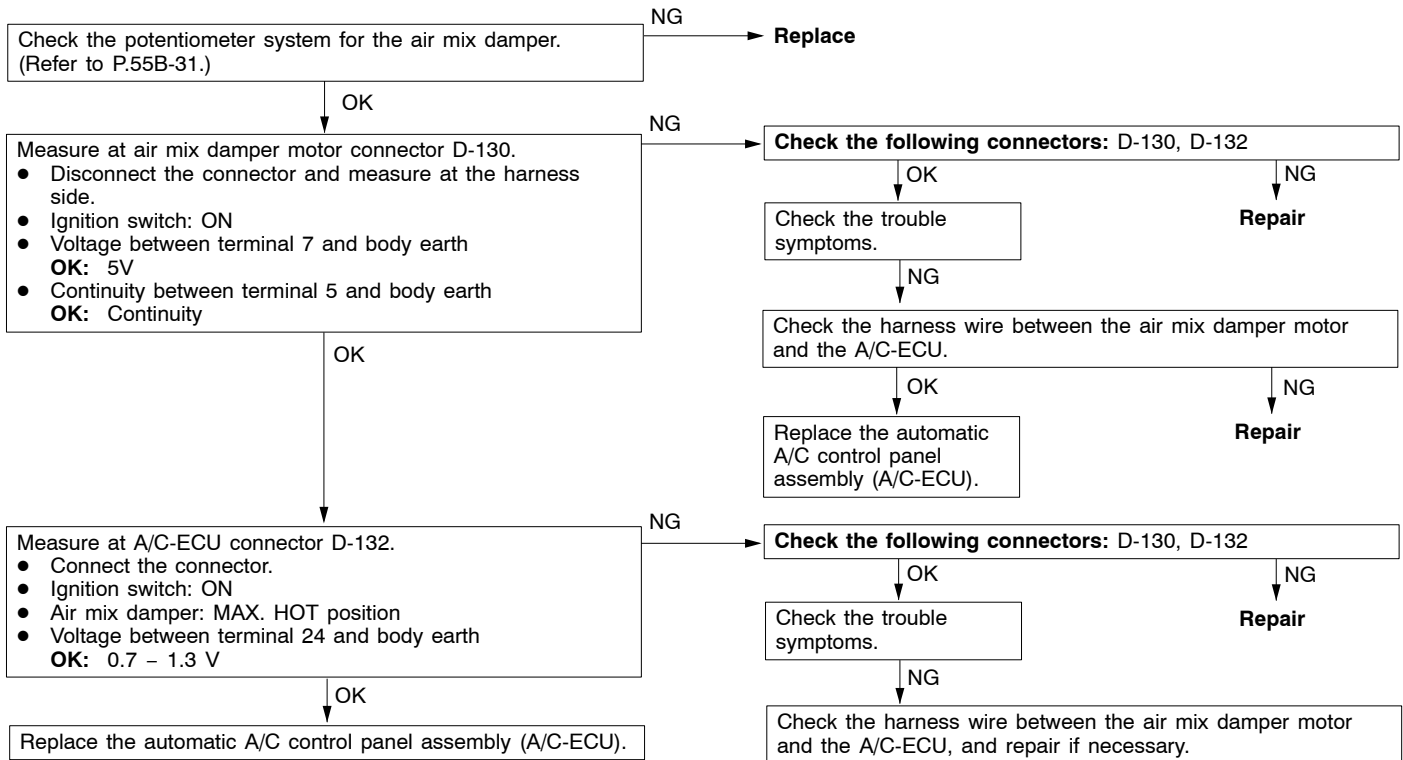 NG
Check the potentiometer system for the air mix damper.
(Refer to P.55B-31.)
Replace
OK
NG
Measure at air mix damper motor connector D-130.
● Disconnect the connector and measure at the harness
side.
● Ignition switch: ON
● Voltage between terminal 7 and body earth
OK: 5V
● Continuity between terminal 5 and body earth
OK: Continuity
Check the following connectors: D-130, D-132
OK
NG
Check the trouble
symptoms.
Repair
NG
Check the harness wire between the air mix damper motor
and the A/C-ECU.
OK
OK
NG
Replace the automatic
A/C control panel
assembly (A/C-ECU).
Repair
NG
Measure at A/C-ECU connector D-132.
● Connect the connector.
● Ignition switch: ON
● Air mix damper: MAX. HOT position
● Voltage between terminal 24 and body earth
OK: 0.7 – 1.3 V
Check the following connectors: D-130, D-132
OK
NG
Check the trouble
symptoms.
Repair
NG
OK
Replace the automatic A/C control panel assembly (A/C-ECU).
Check the harness wire between the air mix damper motor
and the A/C-ECU, and repair if necessary.